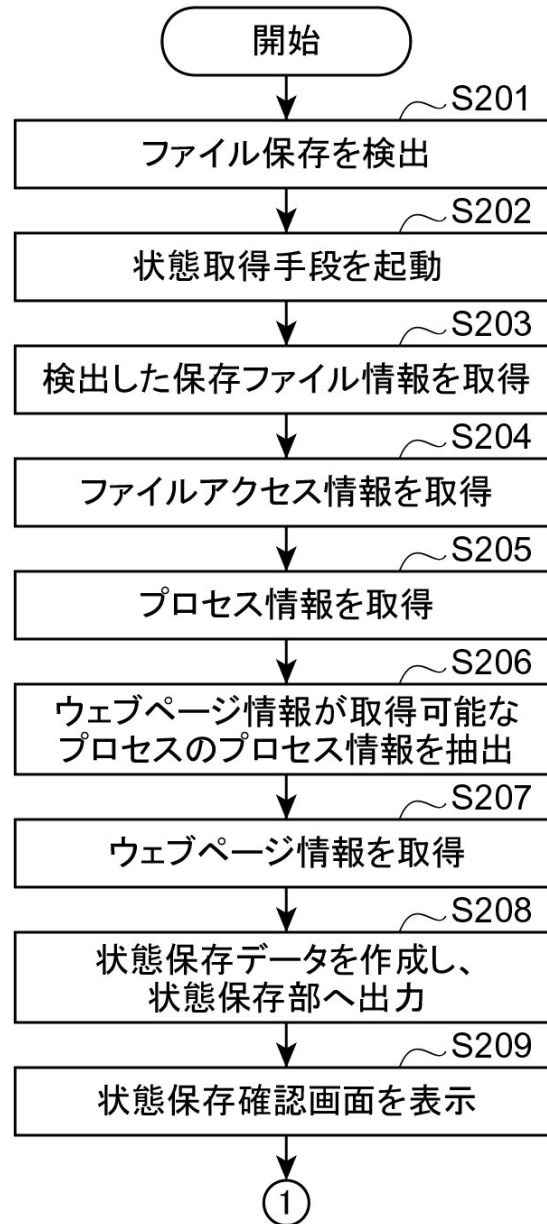 開始
S201
ファイル保存を検出
S202
状態取得手段を起動
S203
検出した保存ファイル情報を取得
S204
ファイルアクセス情報を取得
S205
プロセス情報を取得
S206
ウェブページ情報が取得可能な
プロセスのプロセス情報を抽出
S207
ウェブページ情報を取得
S208
状態保存データを作成し、
状態保存部へ出力
S209
状態保存確認画面を表示
1